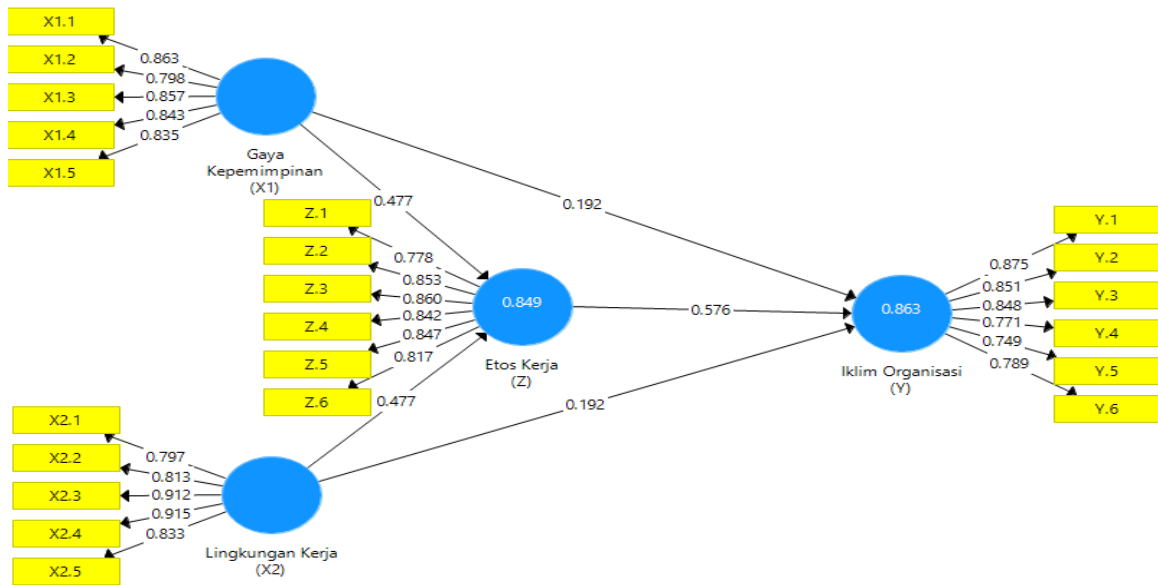 X1.1
X1.2
X1.3
X1.4
X1.5
0.863
0.798
0.857
0.843
0.835
Gaya
Kepemimpinan
(X1)
0.477
0.192
Z.1
Z.2
Z.3
Z.4
Z.5
Z.6
0.778
0.853
0.860
0.842
0.847
0.817
0.849
Etos Kerja
(Z)
0.576
0.863
Iklim Organisasi
(Y)
0.875
0.851
0.848
0.771
0.749
0.789
Y.1
Y.2
Y.3
Y.4
Y.5
Y.6
0.477
0.192
X2.1
X2.2
X2.3
X2.4
X2.5
0.797
0.813
0.912
0.915
0.833
Lingkungan Kerja
(X2)